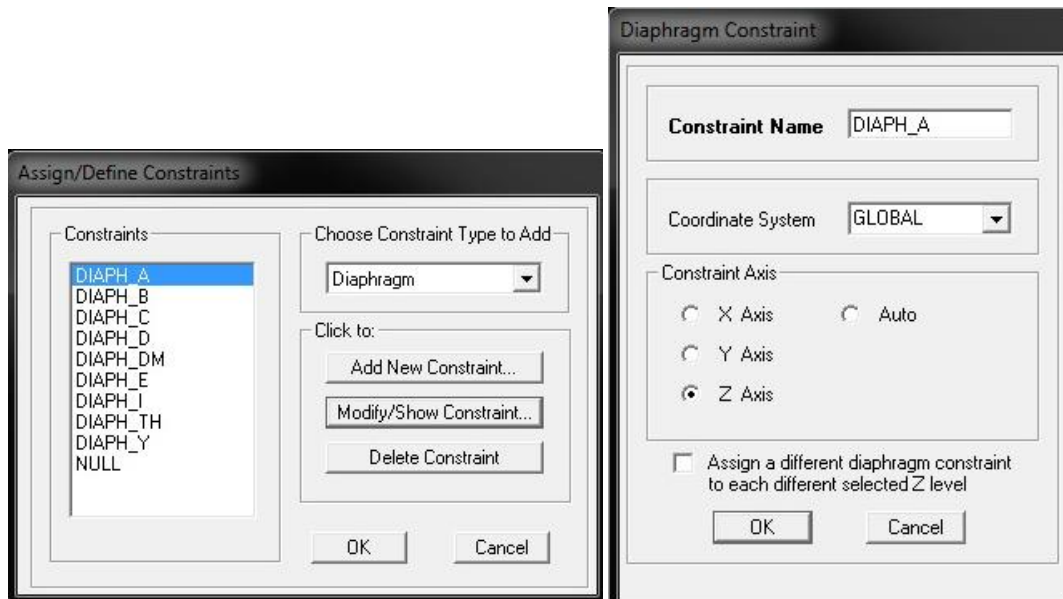 Assign/Define Constraints
Constraints
DIAPH_A
DIAPH_B
DIAPH_C
DIAPH_D
DIAPH_DM
DIAPH_E
DIAPH_I
DIAPH_TH
DIAPH_Y
NULL
Choose Constraint Type to Add
Diaphragm
Click to:
Add New Constraint...
Modify/Show Constraint...
Delete Constraint
OK
Cancel
Diaphragm Constraint
Constraint Name
DIAPH_A
Coordinate System
GLOBAL
Constraint Axis
X Axis
Auto
Y Axis
Z Axis
Assign a different diaphragm constraint
to each different selected Z level
OK
Cancel